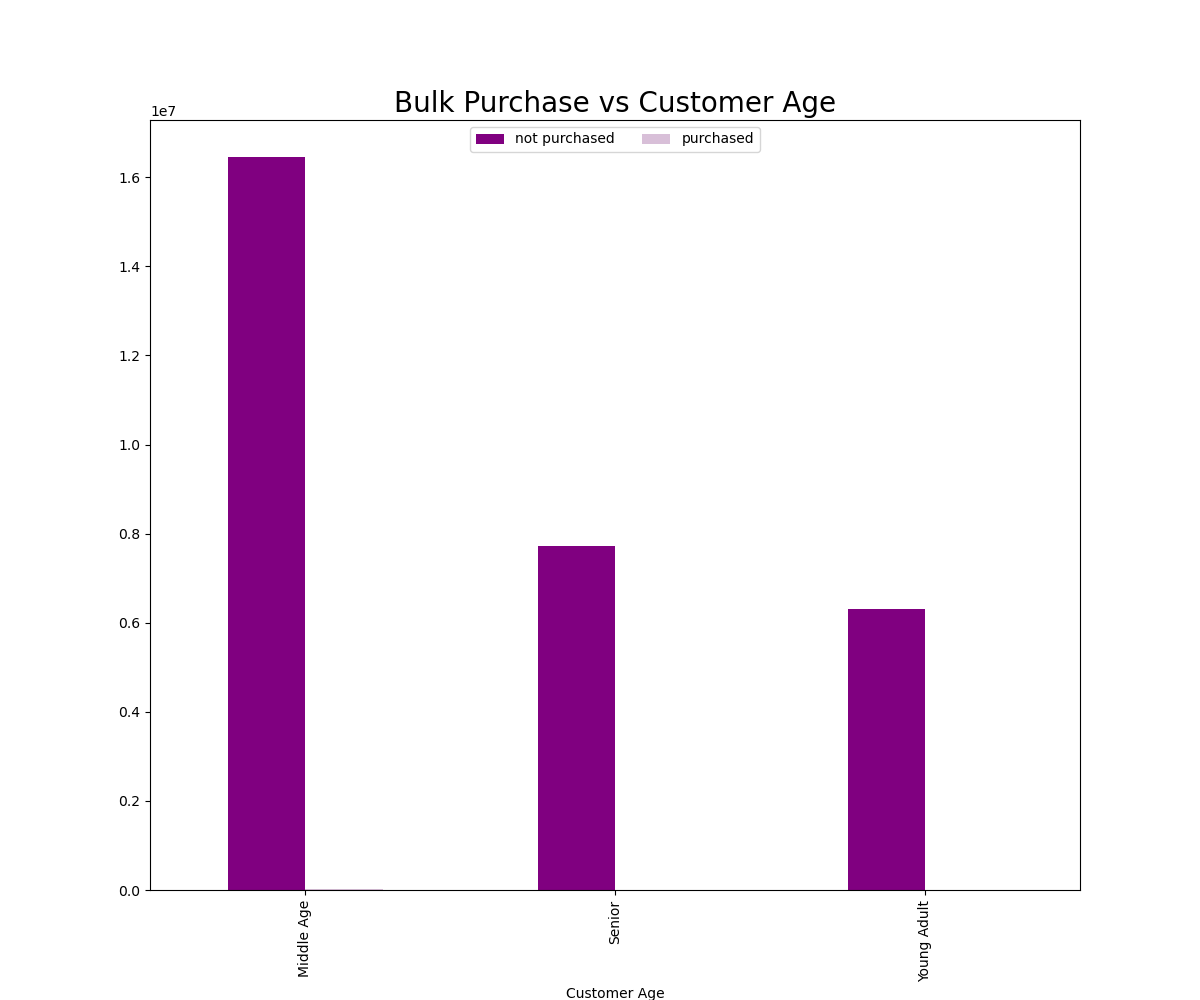 Bulk Purchase vs Customer Age
1e7
not purchased purchased
1.6
1.4
1.2
1.0
0.8
0.6
0.4
0.2
0.0
Middle Age
Senior
Young Adult
Customer Age